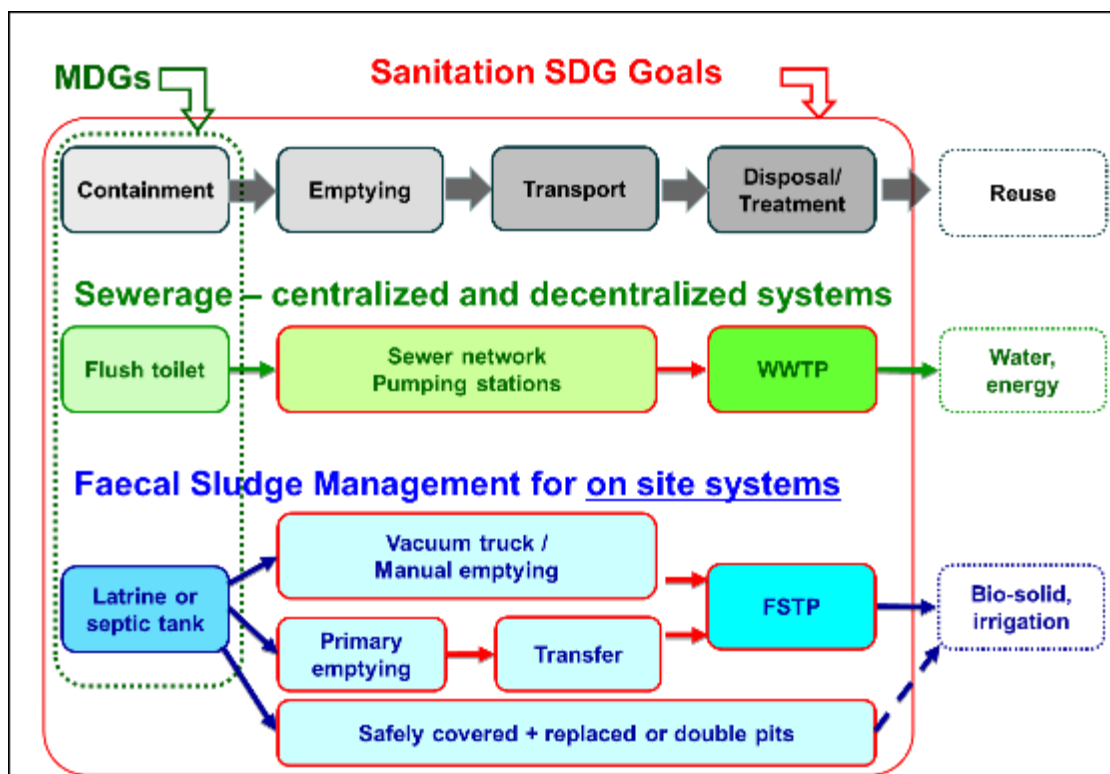 MDGs
Sanitation SDG Goals
Containment
Emptying
Transport
Disposal/
Treatment
Reuse
Sewerage – centralized and decentralized systems
Flush toilet
Sewer network
Pumping stations
WWTP
Water,
energy
Faecal Sludge Management for on site systems
Vacuum truck /
Manual emptying
Latrine or
septic tank
FSTP
Bio-solid,
irrigation
Primary
emptying
Transfer
Safely covered + replaced or double pits